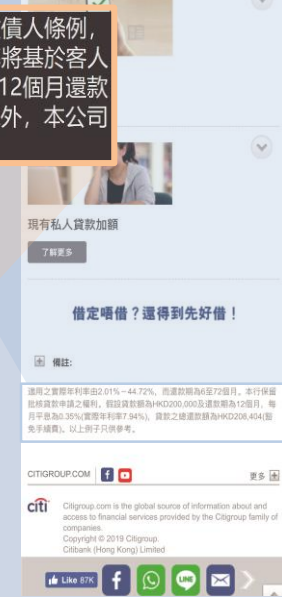 債人條例，
將基於客人
12個月還款
外，本公司
現有私人貸款加額
了解更多
借定唔借？還得到先好借！
備註:
適用之實際年利率由2.01%－44.72%，而還款期為6至72個月。本行保留
批核貸款申請之權利。假設貸款額為HKD200,000及還款期為12個月，每
月平息為0.35%(實際年利率7.94%)，貸款之總還款額為HKD208,404(豁
免手續費)。以上例子只供參考。
CITIGROUP.COM
更多
citi
Citigroup.com is the global source of information about and
access to financial services provided by the Citigroup family of
companies.
Copyright © 2019 Citigroup.
Citibank (Hong Kong) Limited
Like 87K
LINE